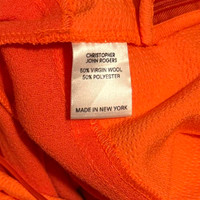 CHRISTOPHER
JOHN ROGERS
50% VIRGIN WOOL
50% POLYESTER
MADE IN NEW YORK